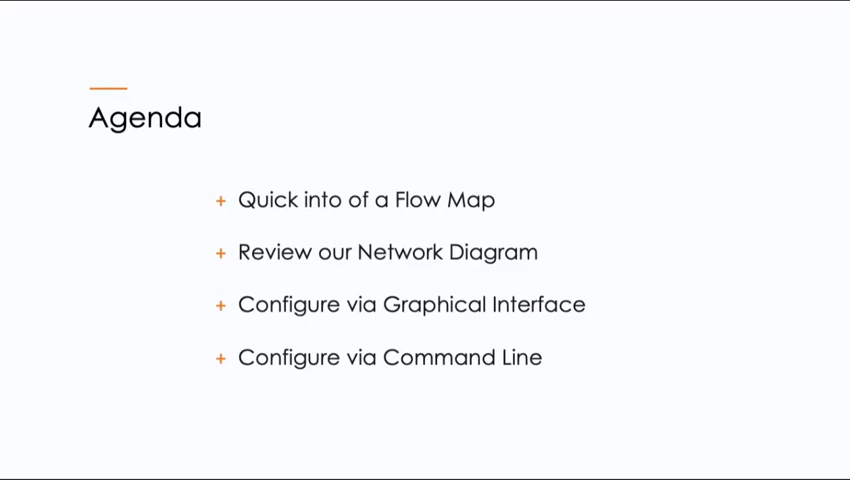 Agenda
+ Quick into of a Flow Map
+ Review our Network Diagram
+ Configure via Graphical Interface
+ Configure via Command Line